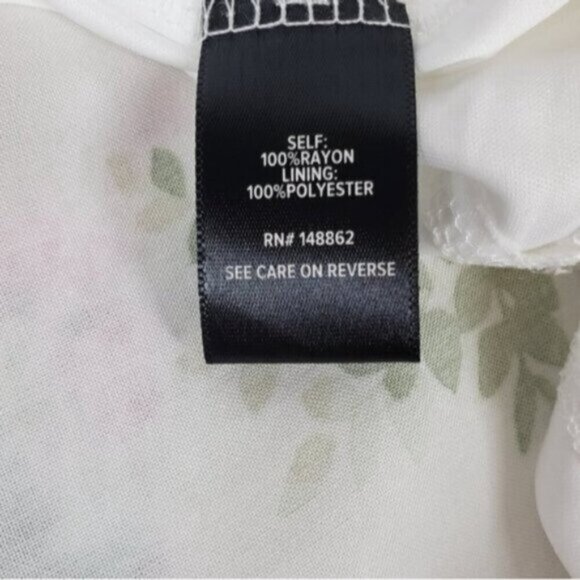 SELF:
100%RAYON
LINING:
100%POLYESTER
RN# 148862
SEE CARE ON REVERSE